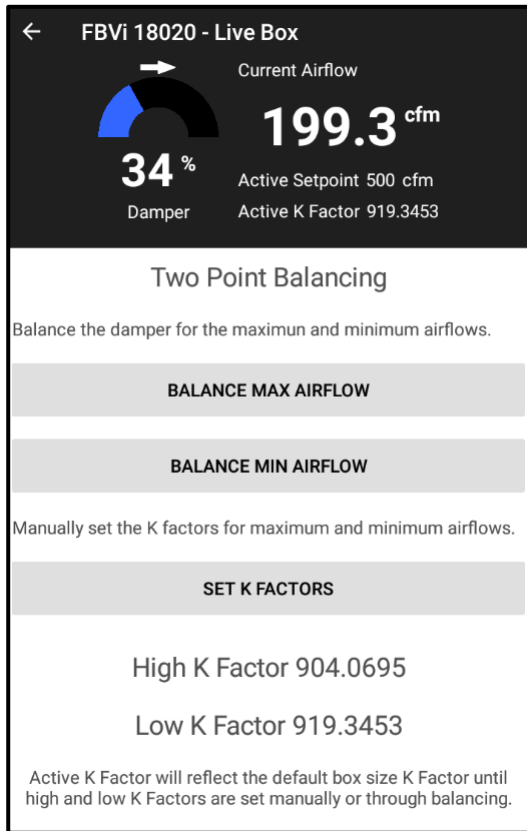 FBVi 18020 - Live Box
Current Airflow
199.3 cfm
34 %
Damper
Active Setpoint 500 cfm
Active K Factor 919.3453
Two Point Balancing
Balance the damper for the maximun and minimum airflows.
BALANCE MAX AIRFLOW
BALANCE MIN AIRFLOW
Manually set the K factors for maximum and minimum airflows.
SET K FACTORS
High K Factor 904.0695
Low K Factor 919.3453
Active K Factor will reflect the default box size K Factor until
high and low K Factors are set manually or through balancing.